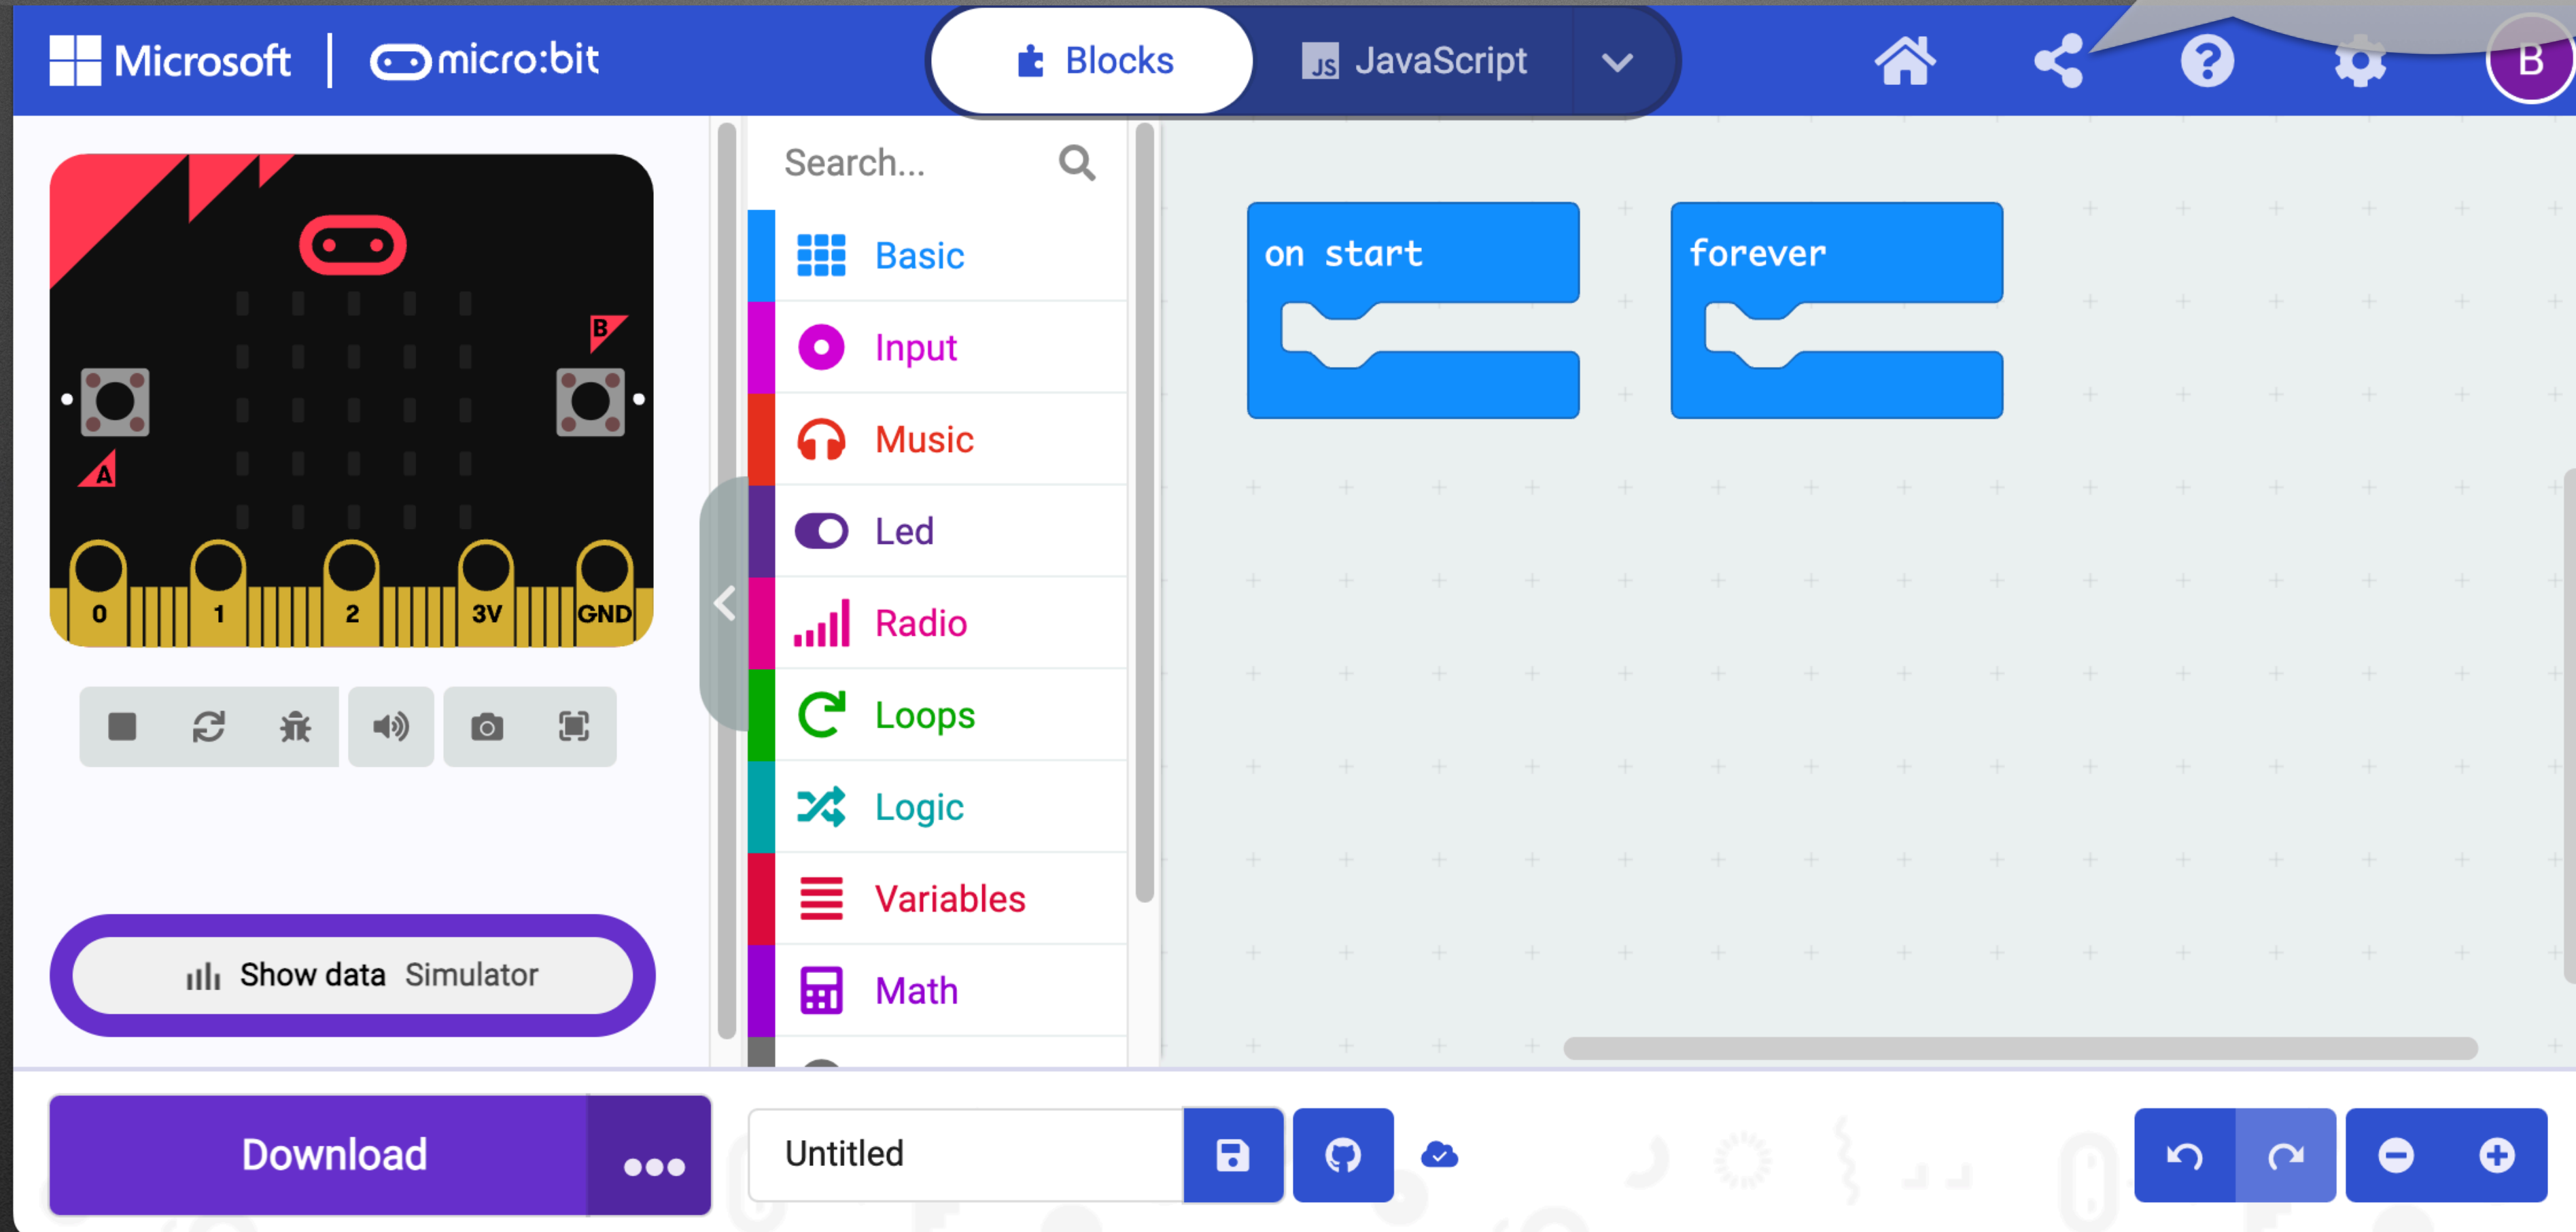 Microsoft | micro:bit
Blocks
JS JavaScript
B
B
A
0 1 2 3V GND
Show data Simulator
Search...
Basic
Input
Music
Led
Radio
Loops
Logic
Variables
Math
on start
forever
Download
Untitled